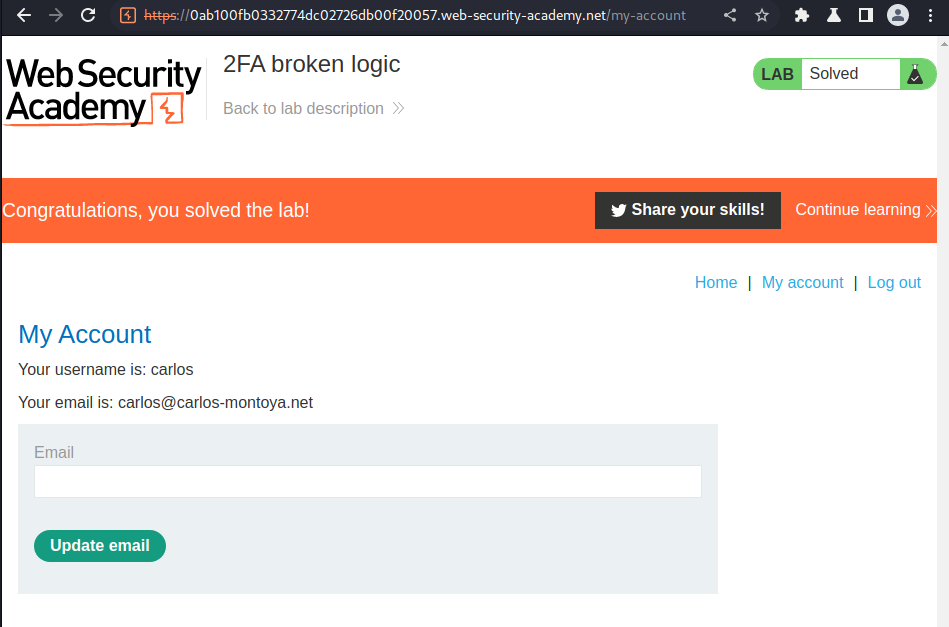 https://0ab100fb0332774dc02726db00f20057.web-security-academy.net/my-account
WebSecurity
Academy
2FA broken logic
Back to lab description
LAB Solved
Congratulations, you solved the lab!
Share your skills!
Continue learning
Home | My account | Log out
My Account
Your username is: carlos
Your email is: carlos@carlos-montoya.net
Email
Update email